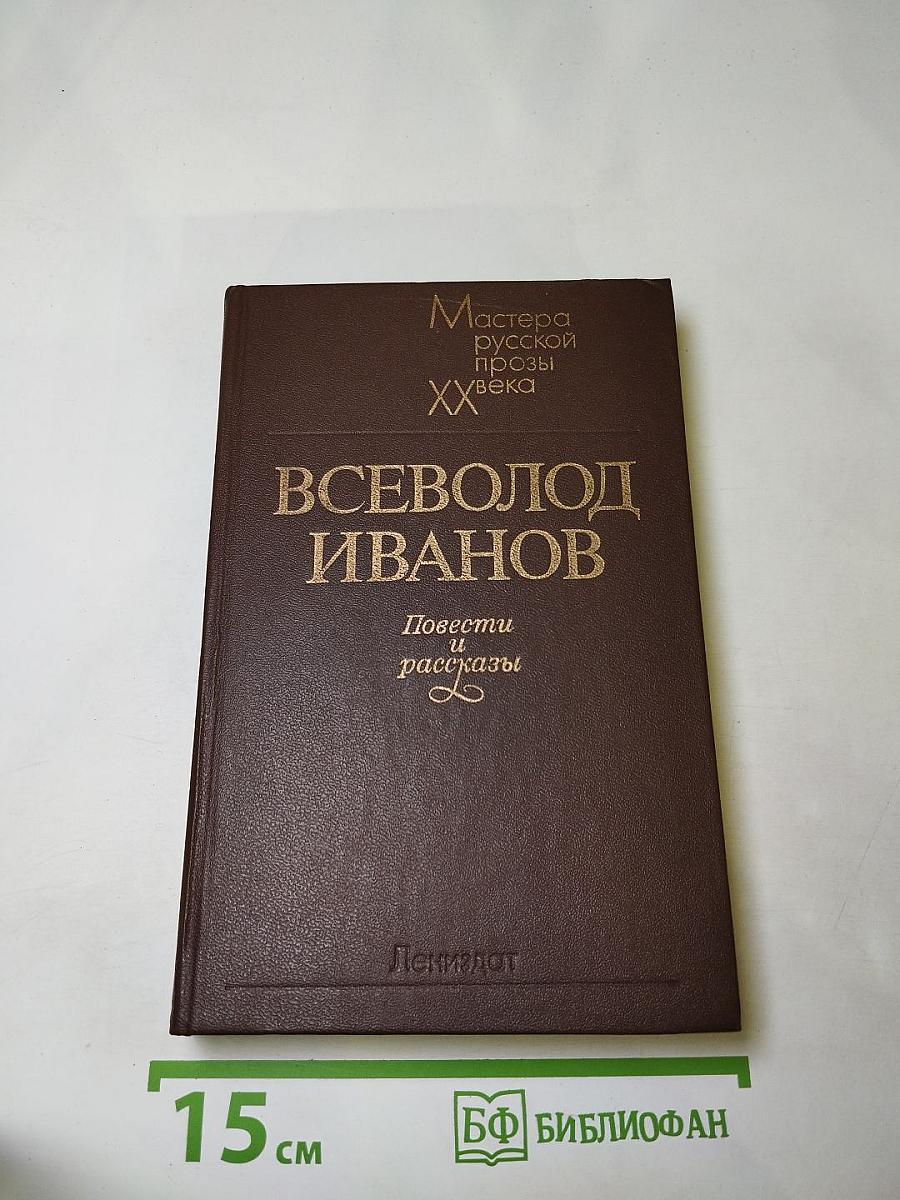 Мастера
русской
прозы
XX века
ВСЕВОЛОД
ИВАНОВ
Повести
и
рассказы
Лениздат
15 см
БФ БИБЛИОФАН